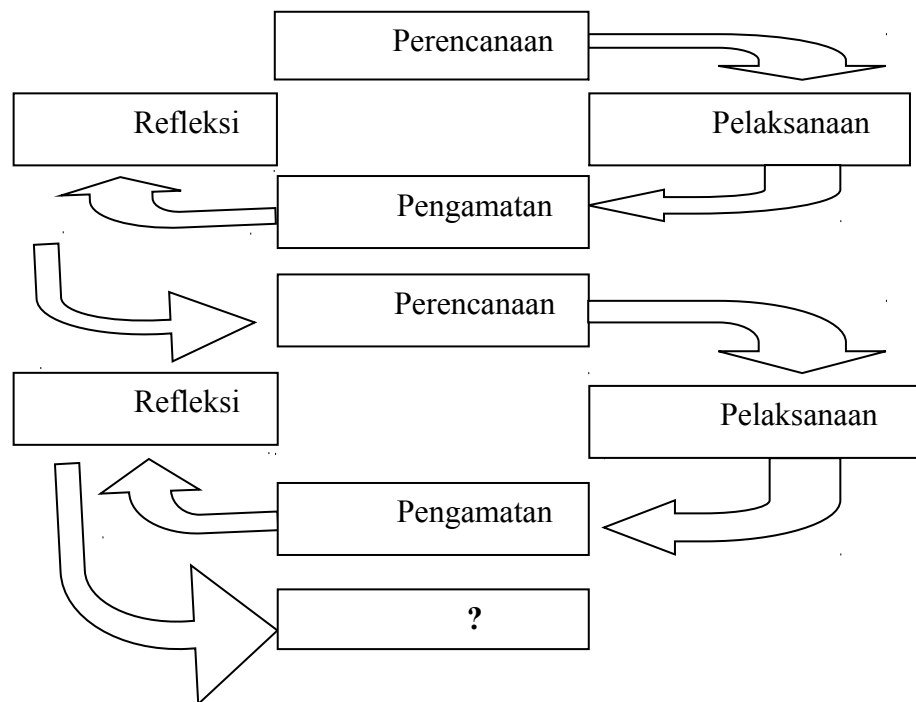 Perencanaan
Refleksi
Pelaksanaan
Pengamatan
Perencanaan
Refleksi
Pelaksanaan
Pengamatan
?